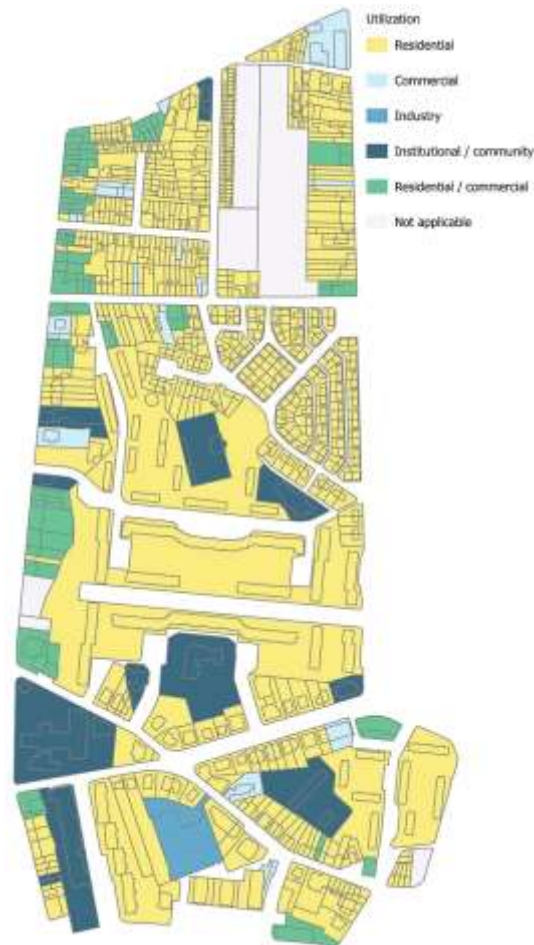 Utilization
Residential
Commercial
Industry
Institutional / community
Residential / commercial
Not applicable